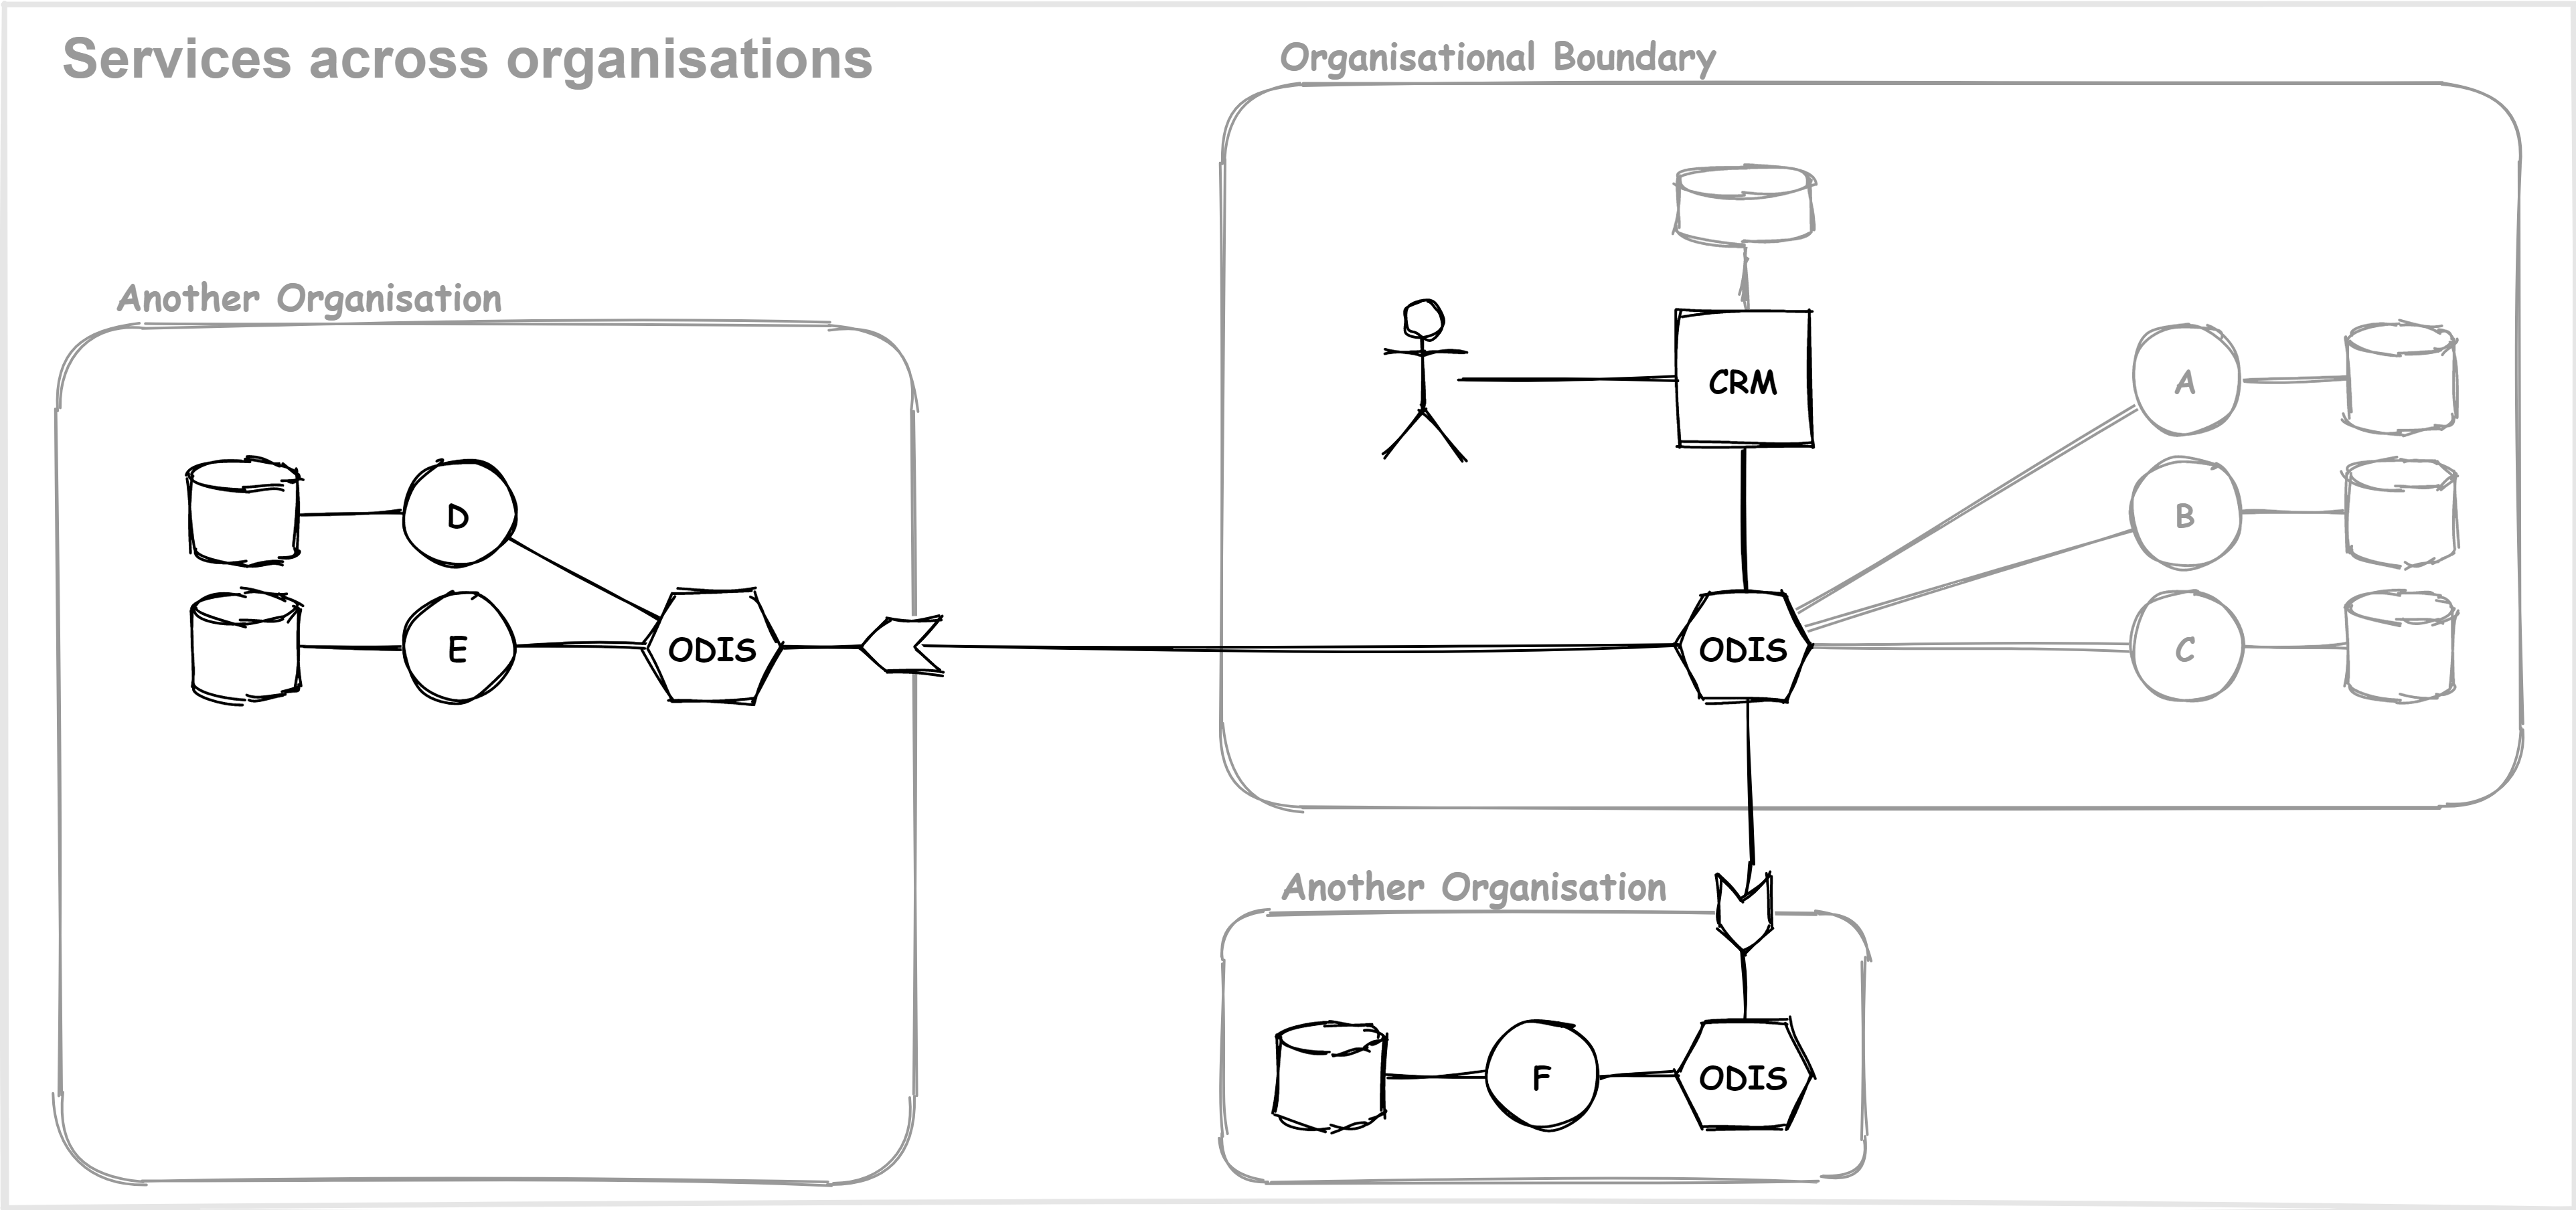 Services across organisations
Organisational Boundary
Another Organisation
CRM
A
B
C
D
E
ODIS
ODIS
Another Organisation
F
ODIS